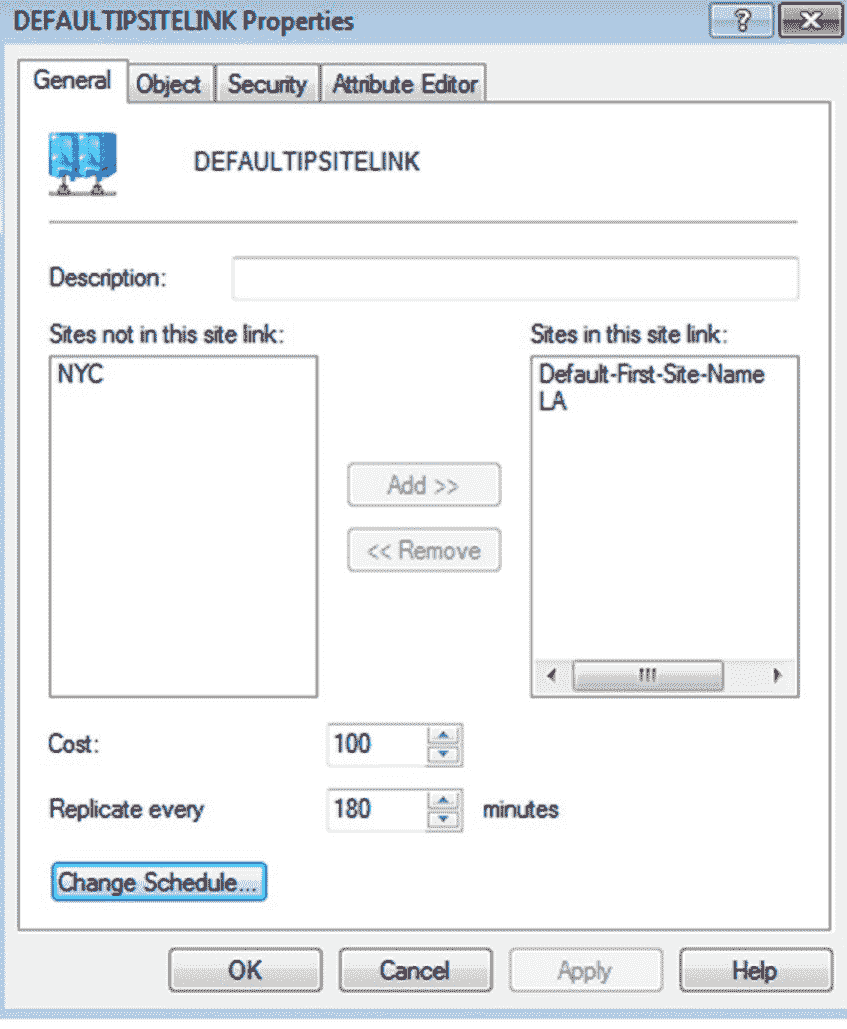 DEFAULTIPSITELINK Properties
General Object Security Attribute Editor
DEFAULTIPSITELINK
Description:
Sites not in this site link: Sites in this site link:
NYC Default-First-Site-Name
LA
Add >>
<< Remove
Cost: 100
Replicate every 180 minutes
Change Schedule...
OK Cancel Apply Help